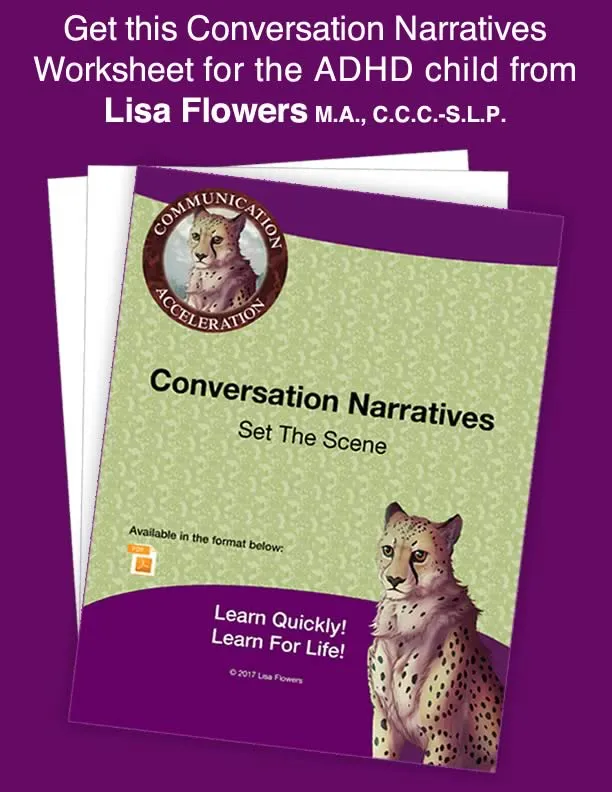 Get this Conversation Narratives
Worksheet for the ADHD child from
Lisa Flowers M.A., C.C.C.-S.L.P.
COMMUNICATION
ACCELERATION
Conversation Narratives
Set The Scene
Available in the format below:
PDF
Learn Quickly!
Learn For Life!
© 2017 Lisa Flowers